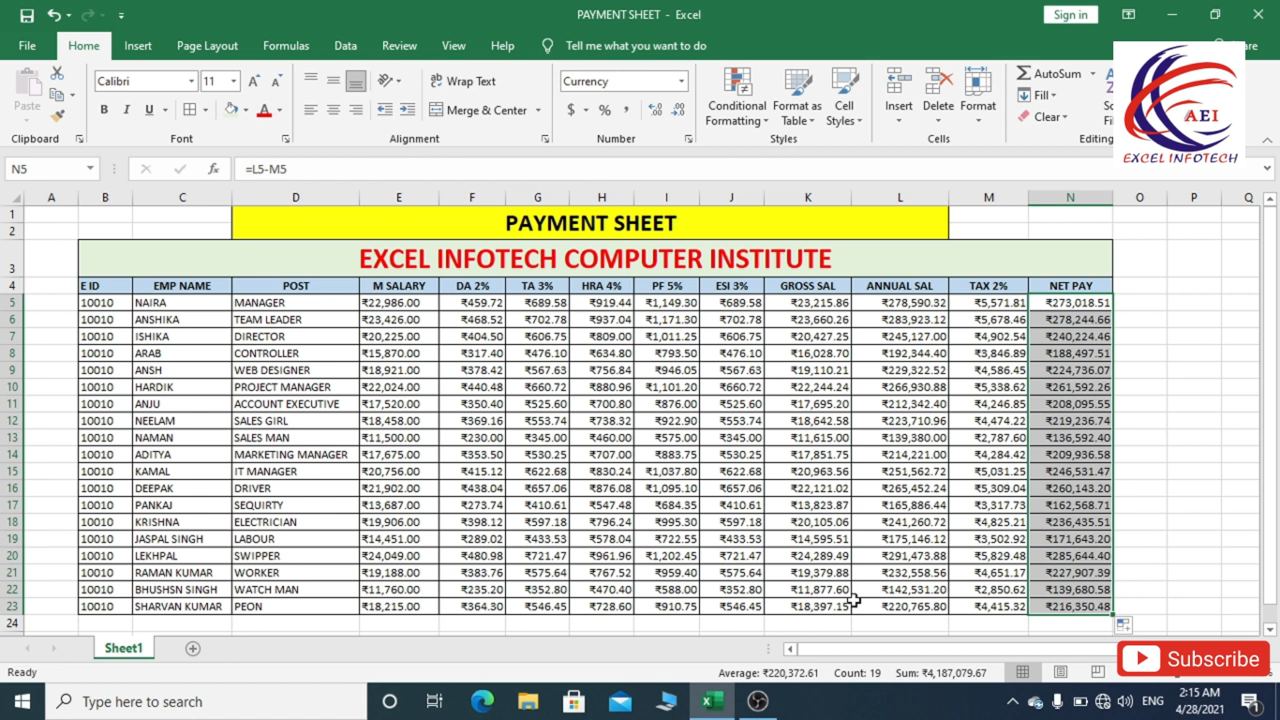 PAYMENT SHEET - Excel
Sign in
File Home Insert Page Layout Formulas Data Review View Help Tell me what you want to do
Paste
Calibri 11
B I U
Wrap Text
Merge & Center
Currency
$ % ,
Conditional Formatting
Format as Table
Cell Styles
Insert Delete Format
AutoSum
Fill
Clear
AEI
EXCEL INFOTECH
Clipboard Font Alignment Number Styles Cells Editing
N5 fx =L5-M5
A B C D E F G H I J K L M N O P Q
1 PAYMENT SHEET
2
3 EXCEL INFOTECH COMPUTER INSTITUTE
4 E ID EMP NAME POST M SALARY DA 2% TA 3% HRA 4% PF 5% ESI 3% GROSS SAL ANNUAL SAL TAX 2% NET PAY
5 10010 NAIRA MANAGER ₹22,986.00 ₹459.72 ₹689.58 ₹919.44 ₹1,149.30 ₹689.58 ₹23,215.86 ₹278,590.32 ₹5,571.81 ₹273,018.51
6 10010 ANSHIKA TEAM LEADER ₹23,426.00 ₹468.52 ₹702.78 ₹937.04 ₹1,171.30 ₹702.78 ₹23,660.26 ₹283,923.12 ₹5,678.46 ₹278,244.66
7 10010 ISHIKA DIRECTOR ₹20,225.00 ₹404.50 ₹606.75 ₹809.00 ₹1,011.25 ₹606.75 ₹20,427.25 ₹245,127.00 ₹4,902.54 ₹240,224.46
8 10010 ARAB CONTROLLER ₹15,870.00 ₹317.40 ₹476.10 ₹634.80 ₹793.50 ₹476.10 ₹16,028.70 ₹192,344.40 ₹3,846.89 ₹188,497.51
9 10010 ANSH WEB DESIGNER ₹18,921.00 ₹378.42 ₹567.63 ₹756.84 ₹946.05 ₹567.63 ₹19,110.21 ₹229,322.52 ₹4,586.45 ₹224,736.07
10 10010 HARDIK PROJECT MANAGER ₹22,024.00 ₹440.48 ₹660.72 ₹880.96 ₹1,101.20 ₹660.72 ₹22,244.24 ₹266,930.88 ₹5,338.62 ₹261,592.26
11 10010 ANJU ACCOUNT EXECUTIVE ₹17,520.00 ₹350.40 ₹525.60 ₹700.80 ₹876.00 ₹525.60 ₹17,695.20 ₹212,342.40 ₹4,246.85 ₹208,095.55
12 10010 NEELAM SALES GIRL ₹18,458.00 ₹369.16 ₹553.74 ₹738.32 ₹922.90 ₹553.74 ₹18,642.58 ₹223,710.96 ₹4,474.22 ₹219,236.74
13 10010 NAMAN SALES MAN ₹11,500.00 ₹230.00 ₹345.00 ₹460.00 ₹575.00 ₹345.00 ₹11,615.00 ₹139,380.00 ₹2,787.60 ₹136,592.40
14 10010 ADITYA MARKETING MANAGER ₹17,675.00 ₹353.50 ₹530.25 ₹707.00 ₹883.75 ₹530.25 ₹17,851.75 ₹214,221.00 ₹4,284.42 ₹209,936.58
15 10010 KAMAL IT MANAGER ₹20,756.00 ₹415.12 ₹622.68 ₹830.24 ₹1,037.80 ₹622.68 ₹20,963.56 ₹251,562.72 ₹5,031.25 ₹246,531.47
16 10010 DEEPAK DRIVER ₹21,902.00 ₹438.04 ₹657.06 ₹876.08 ₹1,095.10 ₹657.06 ₹22,121.02 ₹265,452.24 ₹5,309.04 ₹260,143.20
17 10010 PANKAJ SEQUIRTY ₹13,687.00 ₹273.74 ₹410.61 ₹547.48 ₹684.35 ₹410.61 ₹13,823.87 ₹165,886.44 ₹3,317.73 ₹162,568.71
18 10010 KRISHNA ELECTRICIAN ₹19,906.00 ₹398.12 ₹597.18 ₹796.24 ₹995.30 ₹597.18 ₹20,105.06 ₹241,260.72 ₹4,825.21 ₹236,435.51
19 10010 JASPAL SINGH LABOUR ₹14,451.00 ₹289.02 ₹433.53 ₹578.04 ₹722.55 ₹433.53 ₹14,595.51 ₹175,146.12 ₹3,502.92 ₹171,643.20
20 10010 LEKHPAL SWIPPER ₹24,049.00 ₹480.98 ₹721.47 ₹961.96 ₹1,202.45 ₹721.47 ₹24,289.49 ₹291,473.88 ₹5,829.48 ₹285,644.40
21 10010 RAMAN KUMAR WORKER ₹19,188.00 ₹383.76 ₹575.64 ₹767.52 ₹959.40 ₹575.64 ₹19,379.88 ₹232,558.56 ₹4,651.17 ₹227,907.39
22 10010 BHUSHSN SINGH WATCH MAN ₹11,760.00 ₹235.20 ₹352.80 ₹470.40 ₹588.00 ₹352.80 ₹11,877.60 ₹142,531.20 ₹2,850.62 ₹139,680.58
23 10010 SHARVAN KUMAR PEON ₹18,215.00 ₹364.30 ₹546.45 ₹728.60 ₹910.75 ₹546.45 ₹18,397.15 ₹220,765.80 ₹4,415.32 ₹216,350.48
24
Sheet1
Subscribe
Ready Average: ₹220,372.61 Count: 19 Sum: ₹4,187,079.67
Type here to search
ENG
2:15 AM
4/28/2021
1